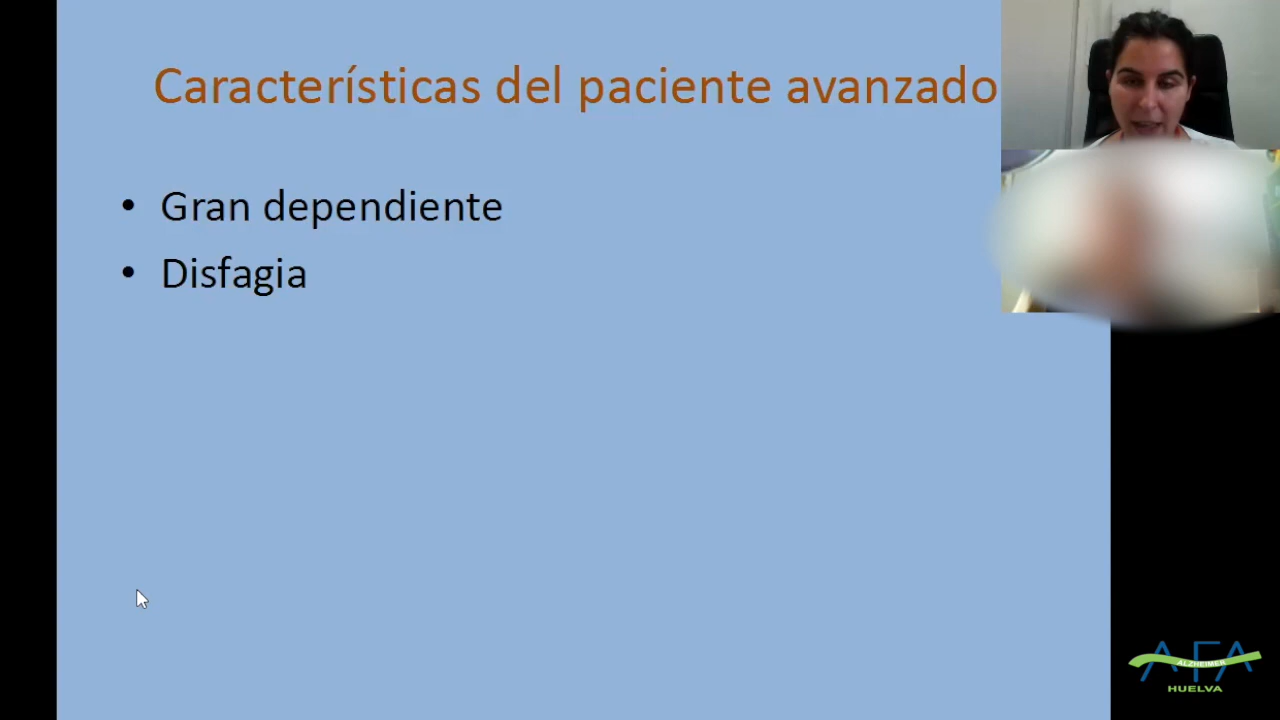 Características del paciente avanzado
• Gran dependiente
• Disfagia
AFA
ALZHEIMER
HUELVA